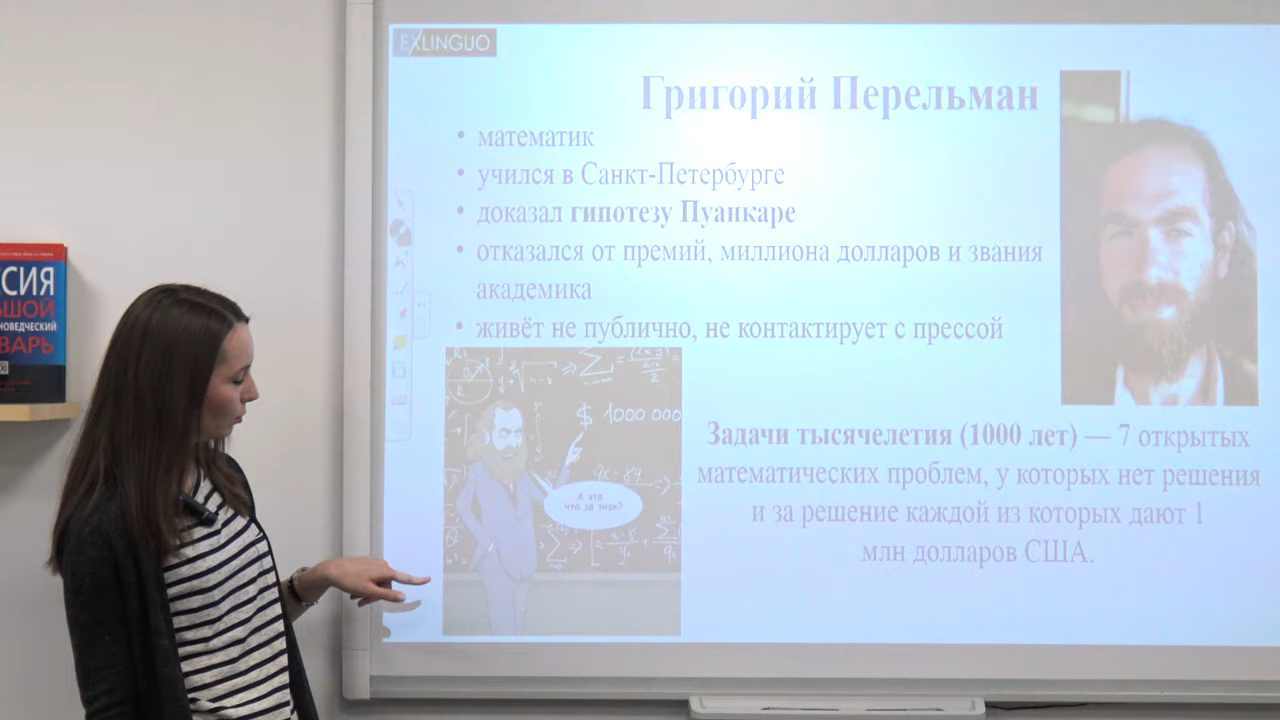 EXLINGUO
Григорий Перельман
• математик
• учился в Санкт-Петербурге
• доказал гипотезу Пуанкаре
• отказался от премий, миллиона долларов и звания
академика
• живёт не публично, не контактирует с прессой
$ 1000 000
А это
что за знак?
Задачи тысячелетия (1000 лет) — 7 открытых
математических проблем, у которых нет решения
и за решение каждой из которых дают 1
млн долларов США.
СИЯ
ЬШОЙ
НОВЕДЧЕСКИЙ
ВАРЬ